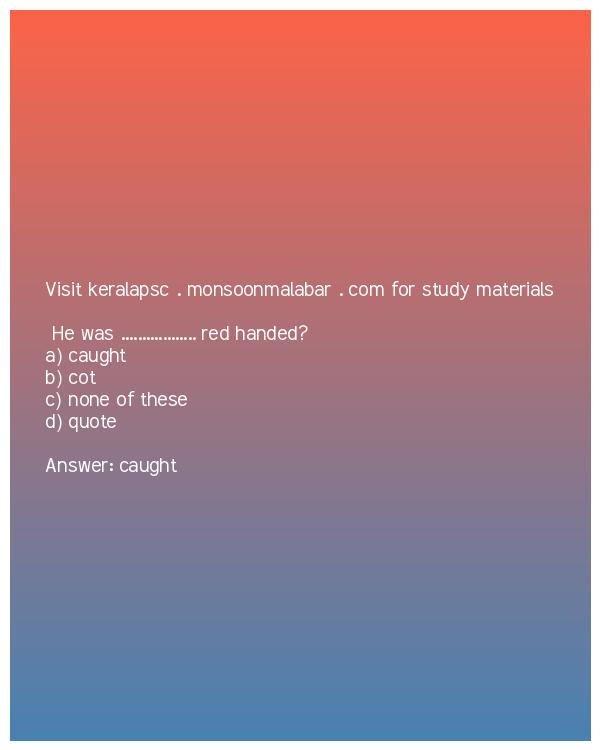 Visit keralapsc . monsoonmalabar . com for study materials
He was .................. red handed?
a) caught
b) cot
c) none of these
d) quote
Answer: caught